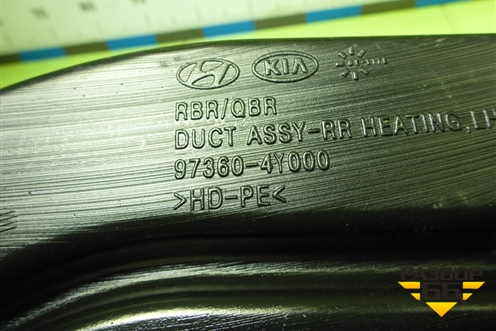 KIA
RBR/QBR
DUCT ASSY-RR HEATING,LH
97360-4Y000
>HD-PE<
РАЗБОР
66